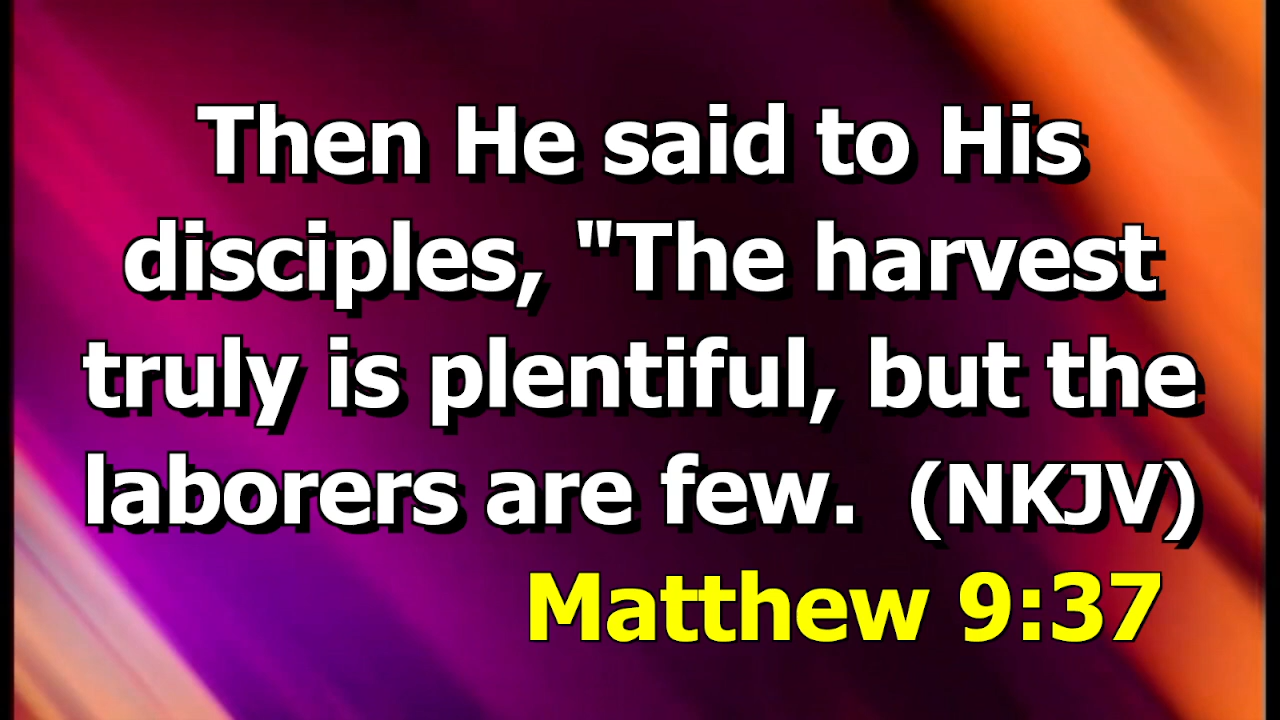 Then He said to His
disciples, "The harvest
truly is plentiful, but the
laborers are few.  (NKJV)
Matthew 9:37